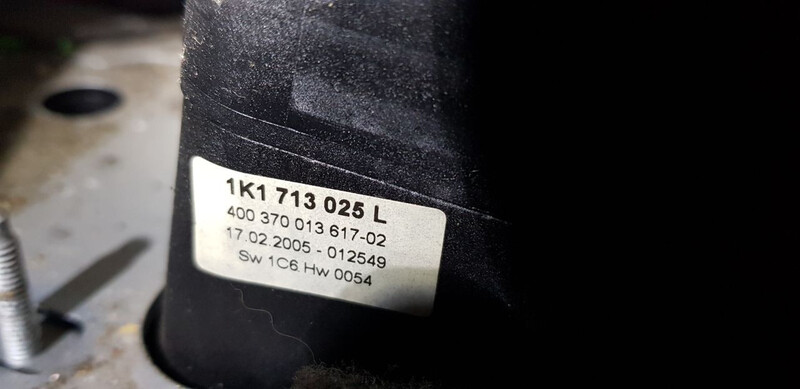 1K1 713 025 L
400 370 013 617-02
17.02.2005 - 012549
Sw 1C6. Hw 0054